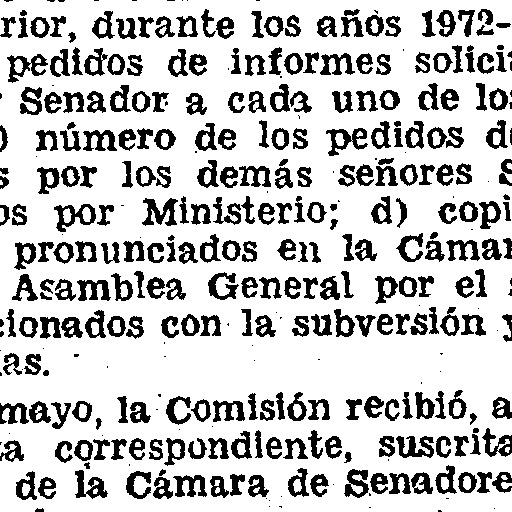 rior, durante los años 1972-
pedidos de informes solici
Senador a cada uno de lo
) número de los pedidos d
s por los demás señores S
os por Ministerio; d) copi
pronunciados en la Cáma
Asamblea General por el s
cionados con la subversión y
as.
mayo, la Comisión recibió, a
a correspondiente, suscrita
de la Cámara de Senadore